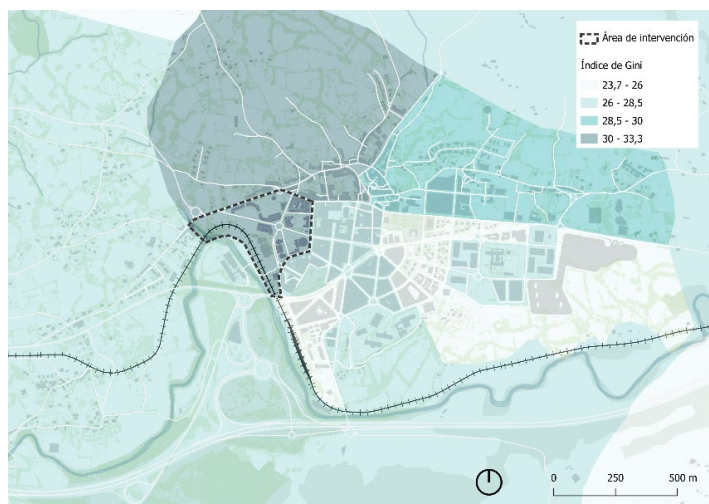 Área de intervención
Índice de Gini
23,7 - 26
26 - 28,5
28,5 - 30
30 - 33,3
0 250 500 m